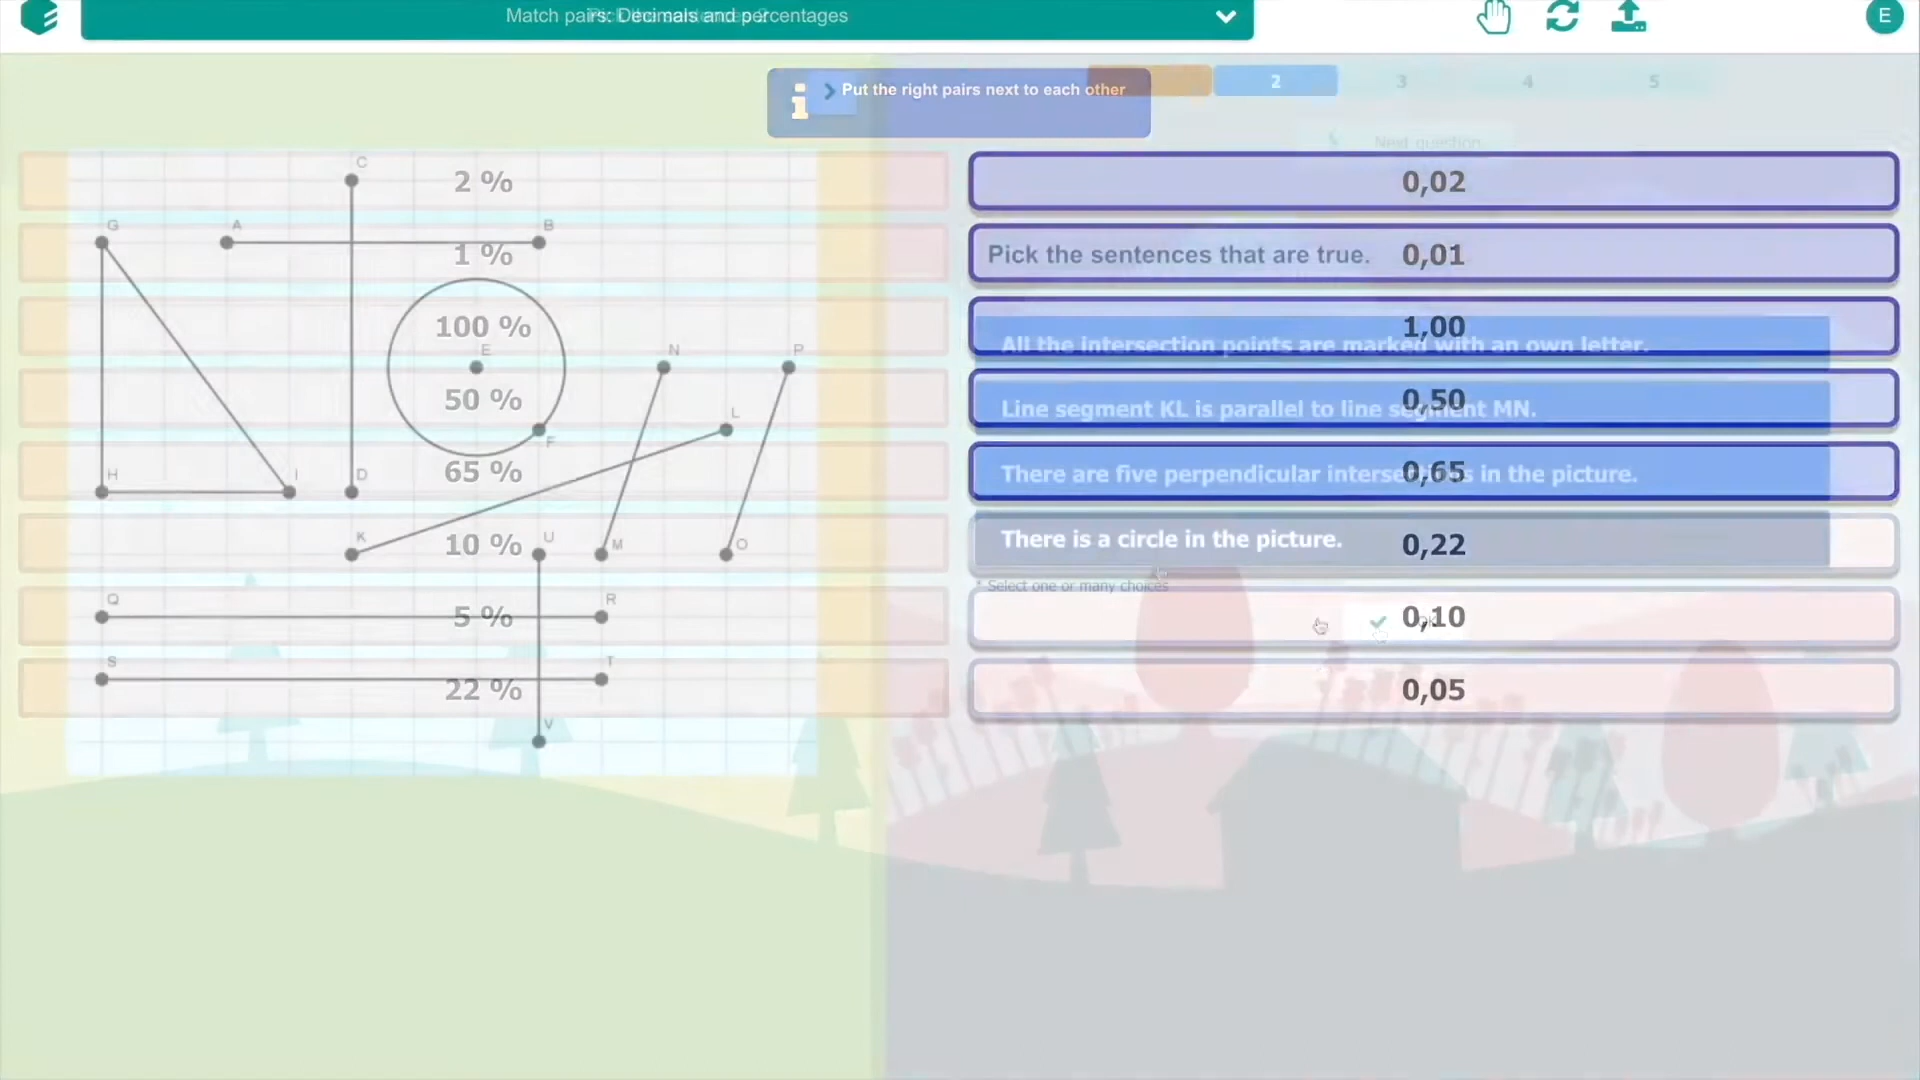 Match pairs: Decimals and percentages
E
Put the right pairs next to each other
2
3
4
5
Next question
2 %
0,02
1 %
Pick the sentences that are true.
0,01
100 %
1,00
All the intersection points are marked with an own letter.
50 %
0,50
Line segment KL is parallel to line segment MN.
65 %
0,65
There are five perpendicular intersections in the picture.
10 %
There is a circle in the picture.
0,22
* Select one or many choices
5 %
0,10
22 %
0,05
C
G
A
B
E
N
P
L
F
H
I
D
K
U
M
O
Q
R
S
T
V